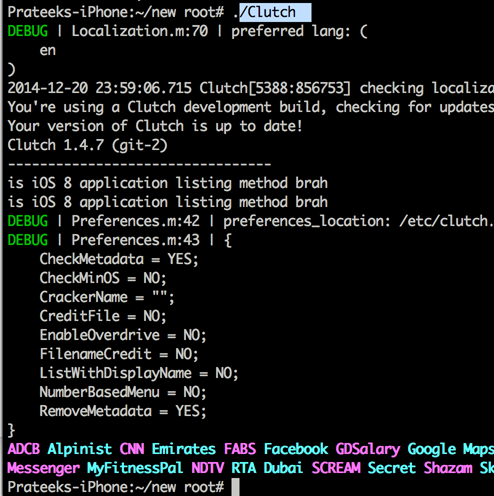 Prateeks-iPhone:~/new root# ./Clutch
DEBUG | Localization.m:70 | preferred lang: (
    en
)
2014-12-20 23:59:06.715 Clutch[5388:856753] checking localiza
You're using a Clutch development build, checking for updates
Your version of Clutch is up to date!
Clutch 1.4.7 (git-2)
---------------------------------
is iOS 8 application listing method brah
is iOS 8 application listing method brah
DEBUG | Preferences.m:42 | preferences_location: /etc/clutch.
DEBUG | Preferences.m:43 | {
    CheckMetadata = YES;
    CheckMinOS = NO;
    CrackerName = "";
    CreditFile = NO;
    EnableOverdrive = NO;
    FilenameCredit = NO;
    ListWithDisplayName = NO;
    NumberBasedMenu = NO;
    RemoveMetadata = YES;
}
ADCB Alpinist CNN Emirates FABS Facebook GDSalary Google Maps
Messenger MyFitnessPal NDTV RTA Dubai SCREAM Secret Shazam Sk
Prateeks-iPhone:~/new root#